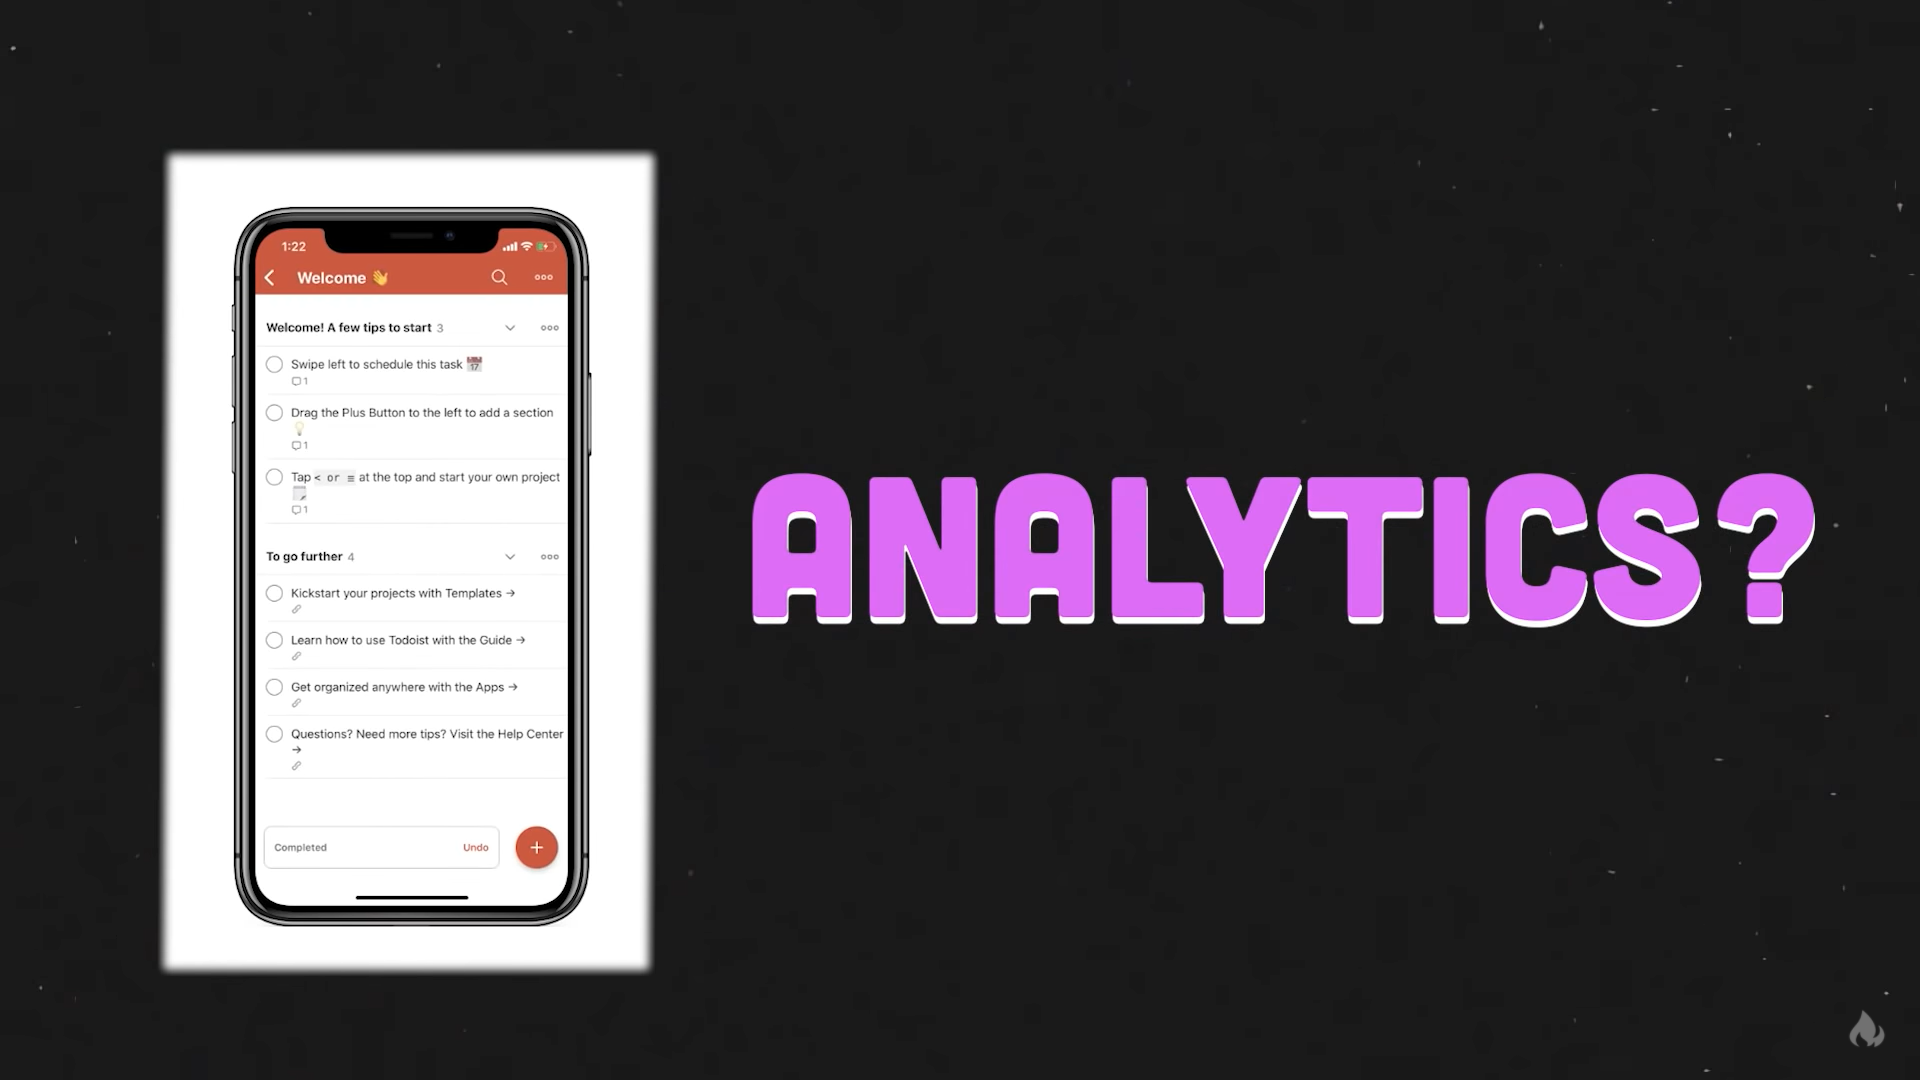 1:22
Welcome 👋
Welcome! A few tips to start 3
Swipe left to schedule this task 📅
1
Drag the Plus Button to the left to add a section
💡
1
Tap < or ≡ at the top and start your own project
1
To go further 4
Kickstart your projects with Templates →
Learn how to use Todoist with the Guide →
Get organized anywhere with the Apps →
Questions? Need more tips? Visit the Help Center
→
Completed Undo
ANALYTICS?